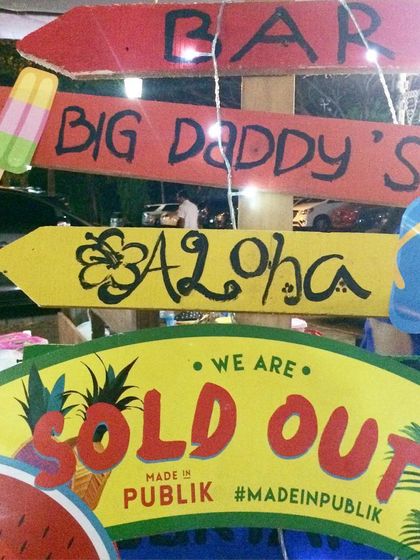 BAR
BIG DaDDY'S
ALoha
• WE ARE •
SOLD OUT
MADE IN
PUBLIK #MADEINPUBLIK